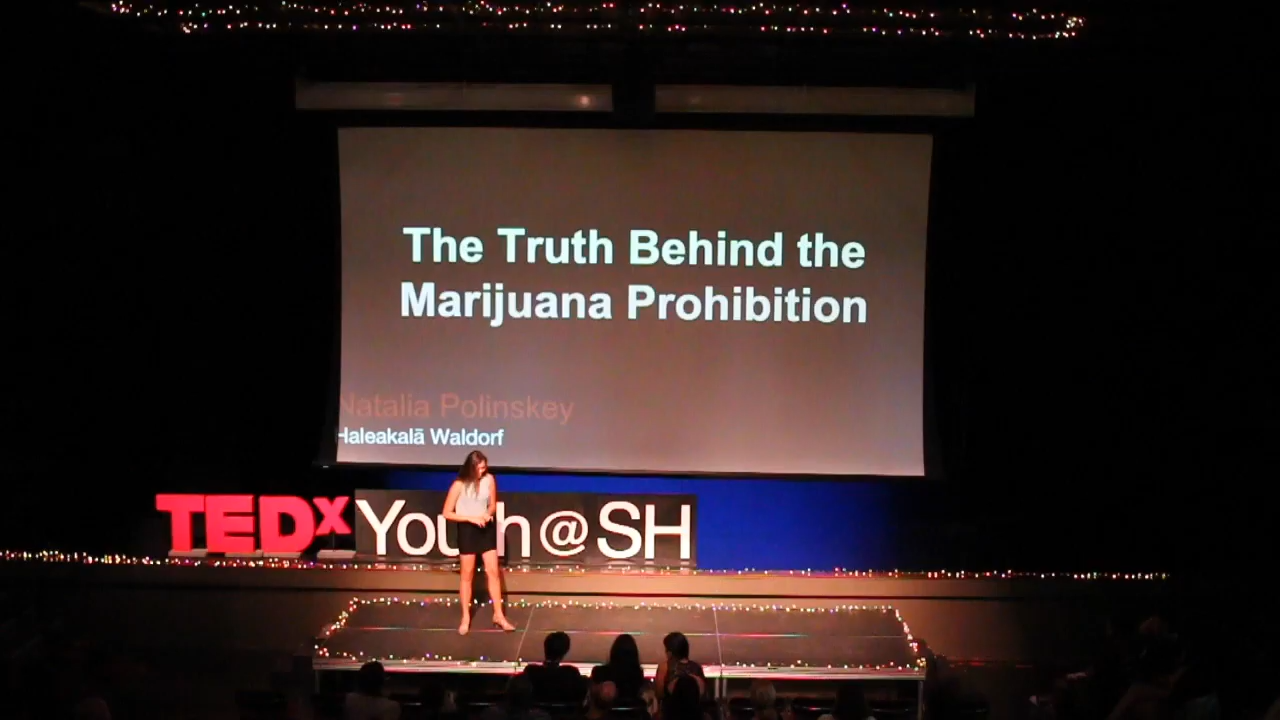 The Truth Behind the
Marijuana Prohibition
Natalia Polinskey
Haleakalā Waldorf
TEDx Youth@SH